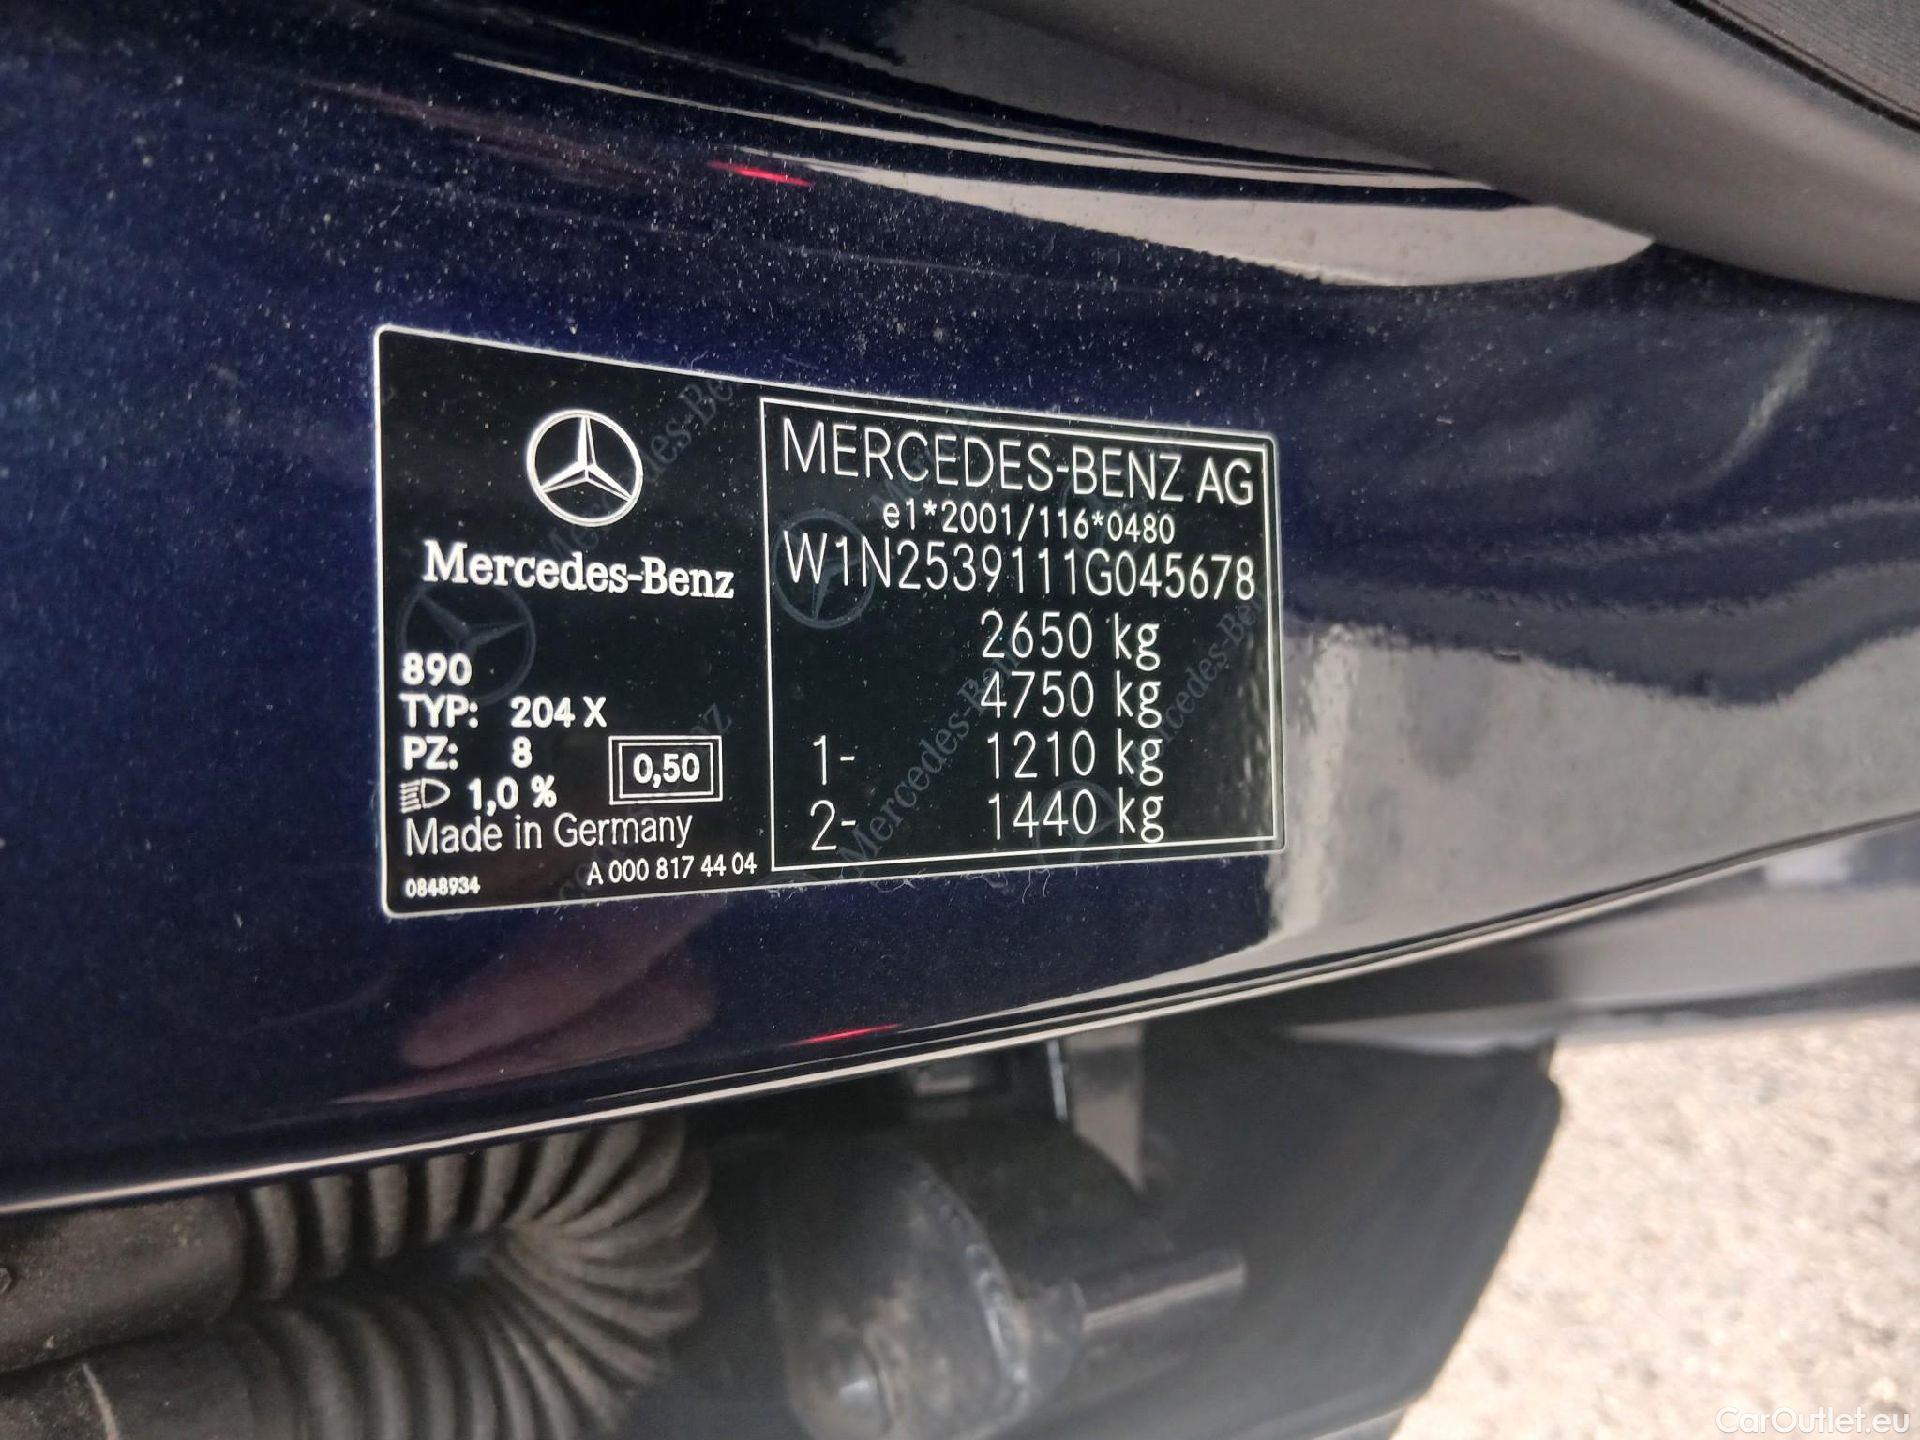 Mercedes-Benz
890
TYP: 204 X
PZ: 8
1,0 %
0,50
Made in Germany
A 000 817 44 04
0848934
MERCEDES-BENZ AG
e1*2001/116*0480
W1N2539111G045678
2650 kg
4750 kg
1- 1210 kg
2- 1440 kg
CarOutlet.eu